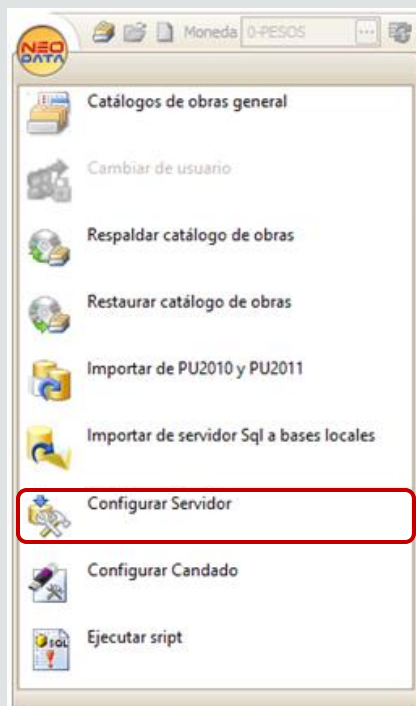 Moneda 0-PESOS ...
NEO
DATA
Catálogos de obras general
Cambiar de usuario
Respaldar catálogo de obras
Restaurar catálogo de obras
Importar de PU2010 y PU2011
Importar de servidor Sql a bases locales
Configurar Servidor
Configurar Candado
SQL
Ejecutar sript